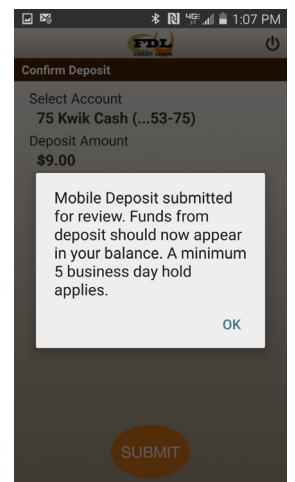 4G
1:07 PM
FDL
CREDIT UNION
Confirm Deposit
Select Account
75 Kwik Cash (...53-75)
Deposit Amount
$9.00
Mobile Deposit submitted
for review. Funds from
deposit should now appear
in your balance. A minimum
5 business day hold
applies.
OK
SUBMIT